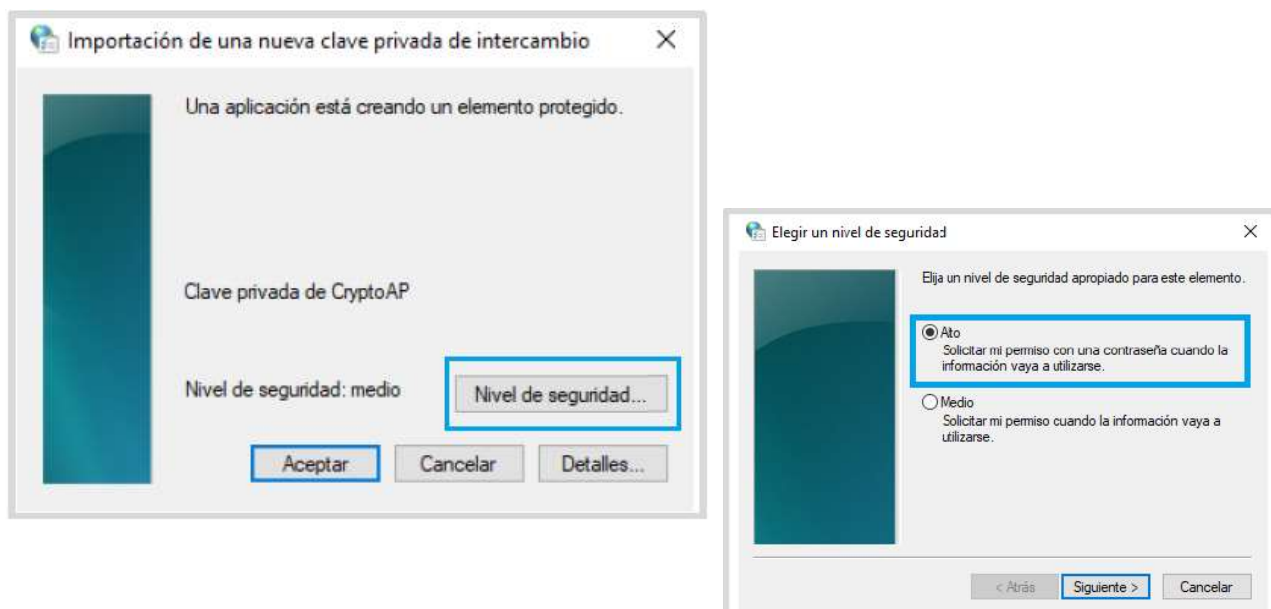 Importación de una nueva clave privada de intercambio
Una aplicación está creando un elemento protegido.
Clave privada de CryptoAP
Nivel de seguridad: medio
Nivel de seguridad...
Aceptar
Cancelar
Detalles...
Elegir un nivel de seguridad
Elija un nivel de seguridad apropiado para este elemento.
Ato
Solicitar mi permiso con una contraseña cuando la
información vaya a utilizarse.
Medio
Solicitar mi permiso cuando la información vaya a
utilizarse.
< Atrás
Siguiente >
Cancelar